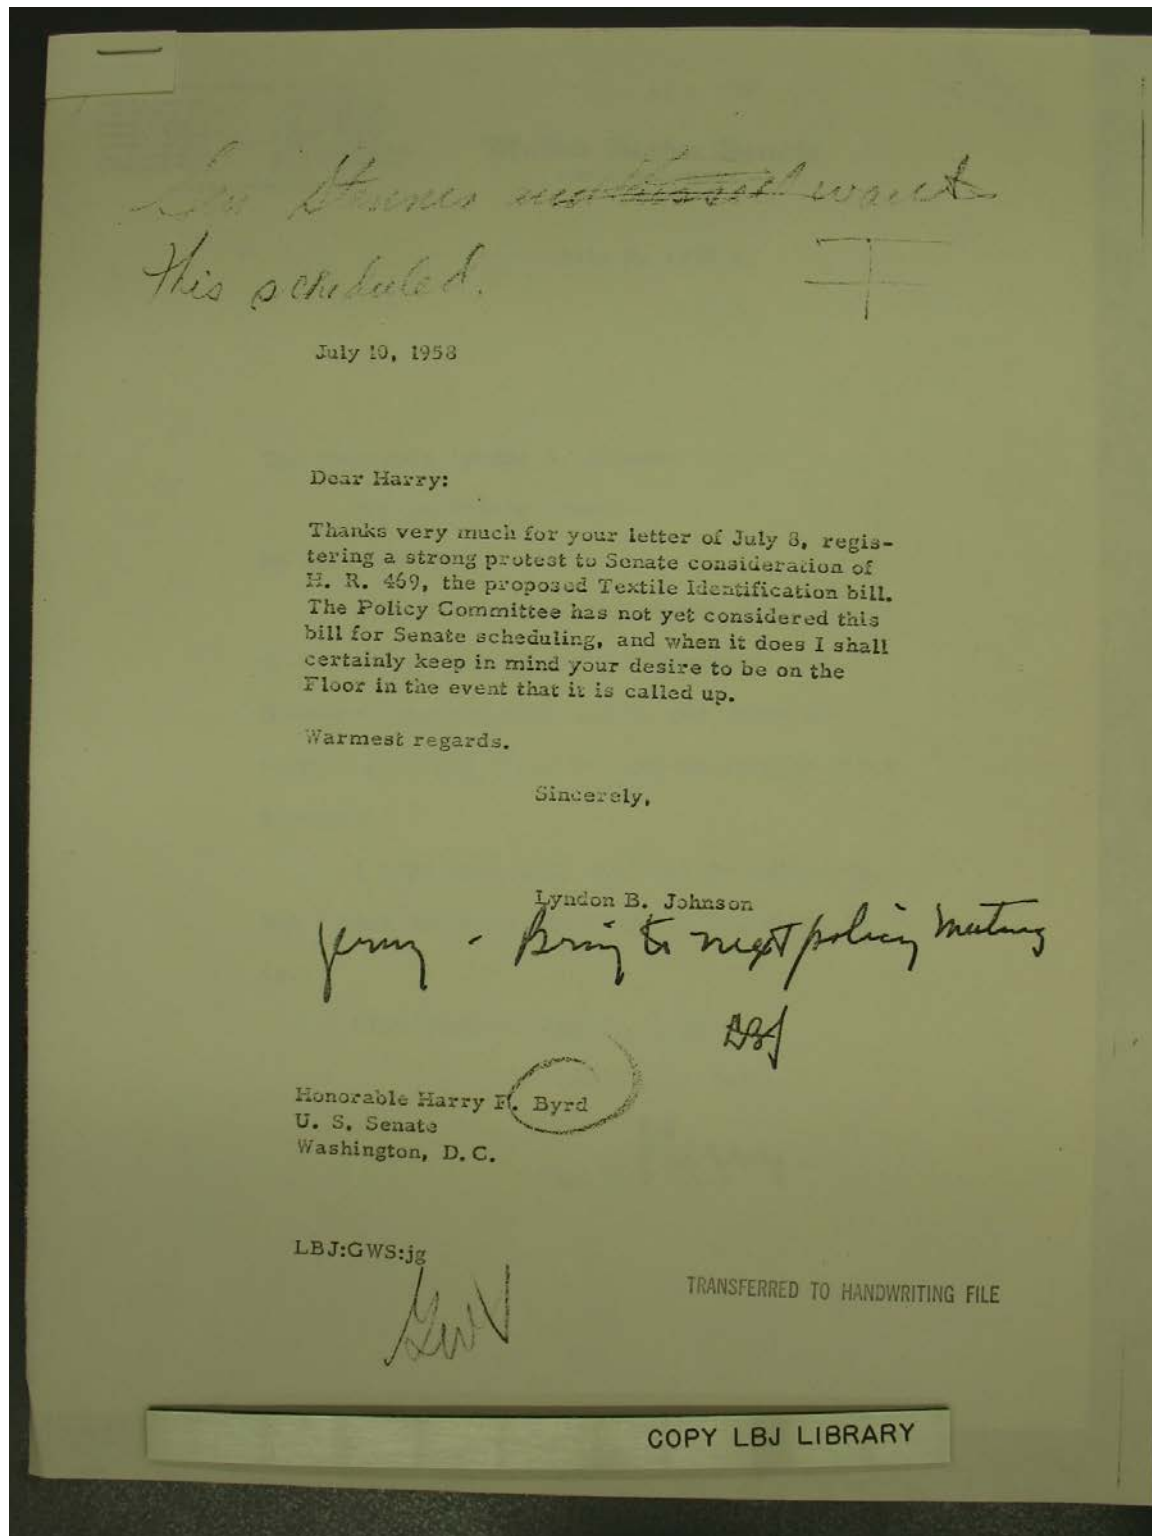 Sen Stennis want
this scheduled.
July 10, 1958
Dear Harry:
Thanks very much for your letter of July 8, regis-
tering a strong protest to Senate consideration of
H. R. 469, the proposed Textile Identification bill.
The Policy Committee has not yet considered this
bill for Senate scheduling, and when it does I shall
certainly keep in mind your desire to be on the
Floor in the event that it is called up.
Warmest regards.
Sincerely,
Lyndon B. Johnson
- Bring to next policy meeting
LBJ
Honorable Harry F. Byrd
U. S. Senate
Washington, D. C.
LBJ:GWS:jg
TRANSFERRED TO HANDWRITING FILE
COPY LBJ LIBRARY